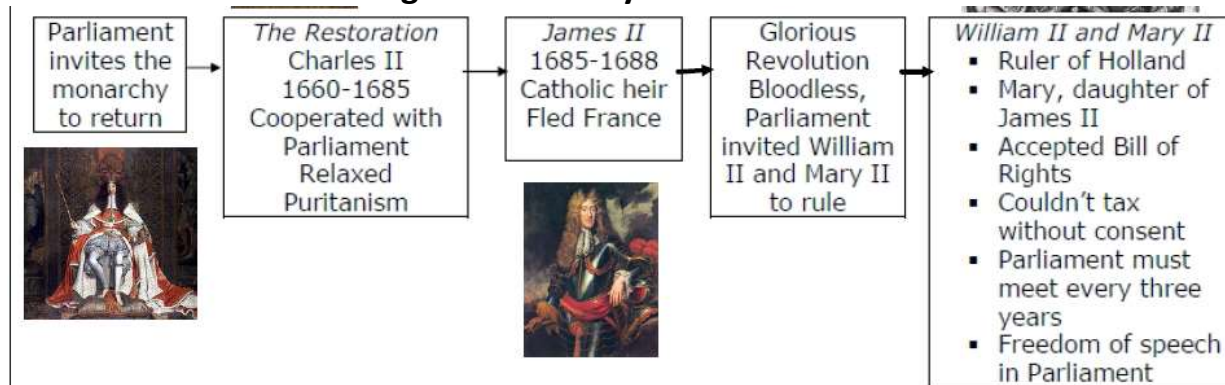 Parliament
invites the
monarchy
to return
The Restoration
Charles II
1660-1685
Cooperated with
Parliament
Relaxed
Puritanism
James II
1685-1688
Catholic heir
Fled France
Glorious
Revolution
Bloodless,
Parliament
invited William
II and Mary II
to rule
William II and Mary II
▪ Ruler of Holland
▪ Mary, daughter of
James II
▪ Accepted Bill of
Rights
▪ Couldn't tax
without consent
▪ Parliament must
meet every three
years
▪ Freedom of speech
in Parliament